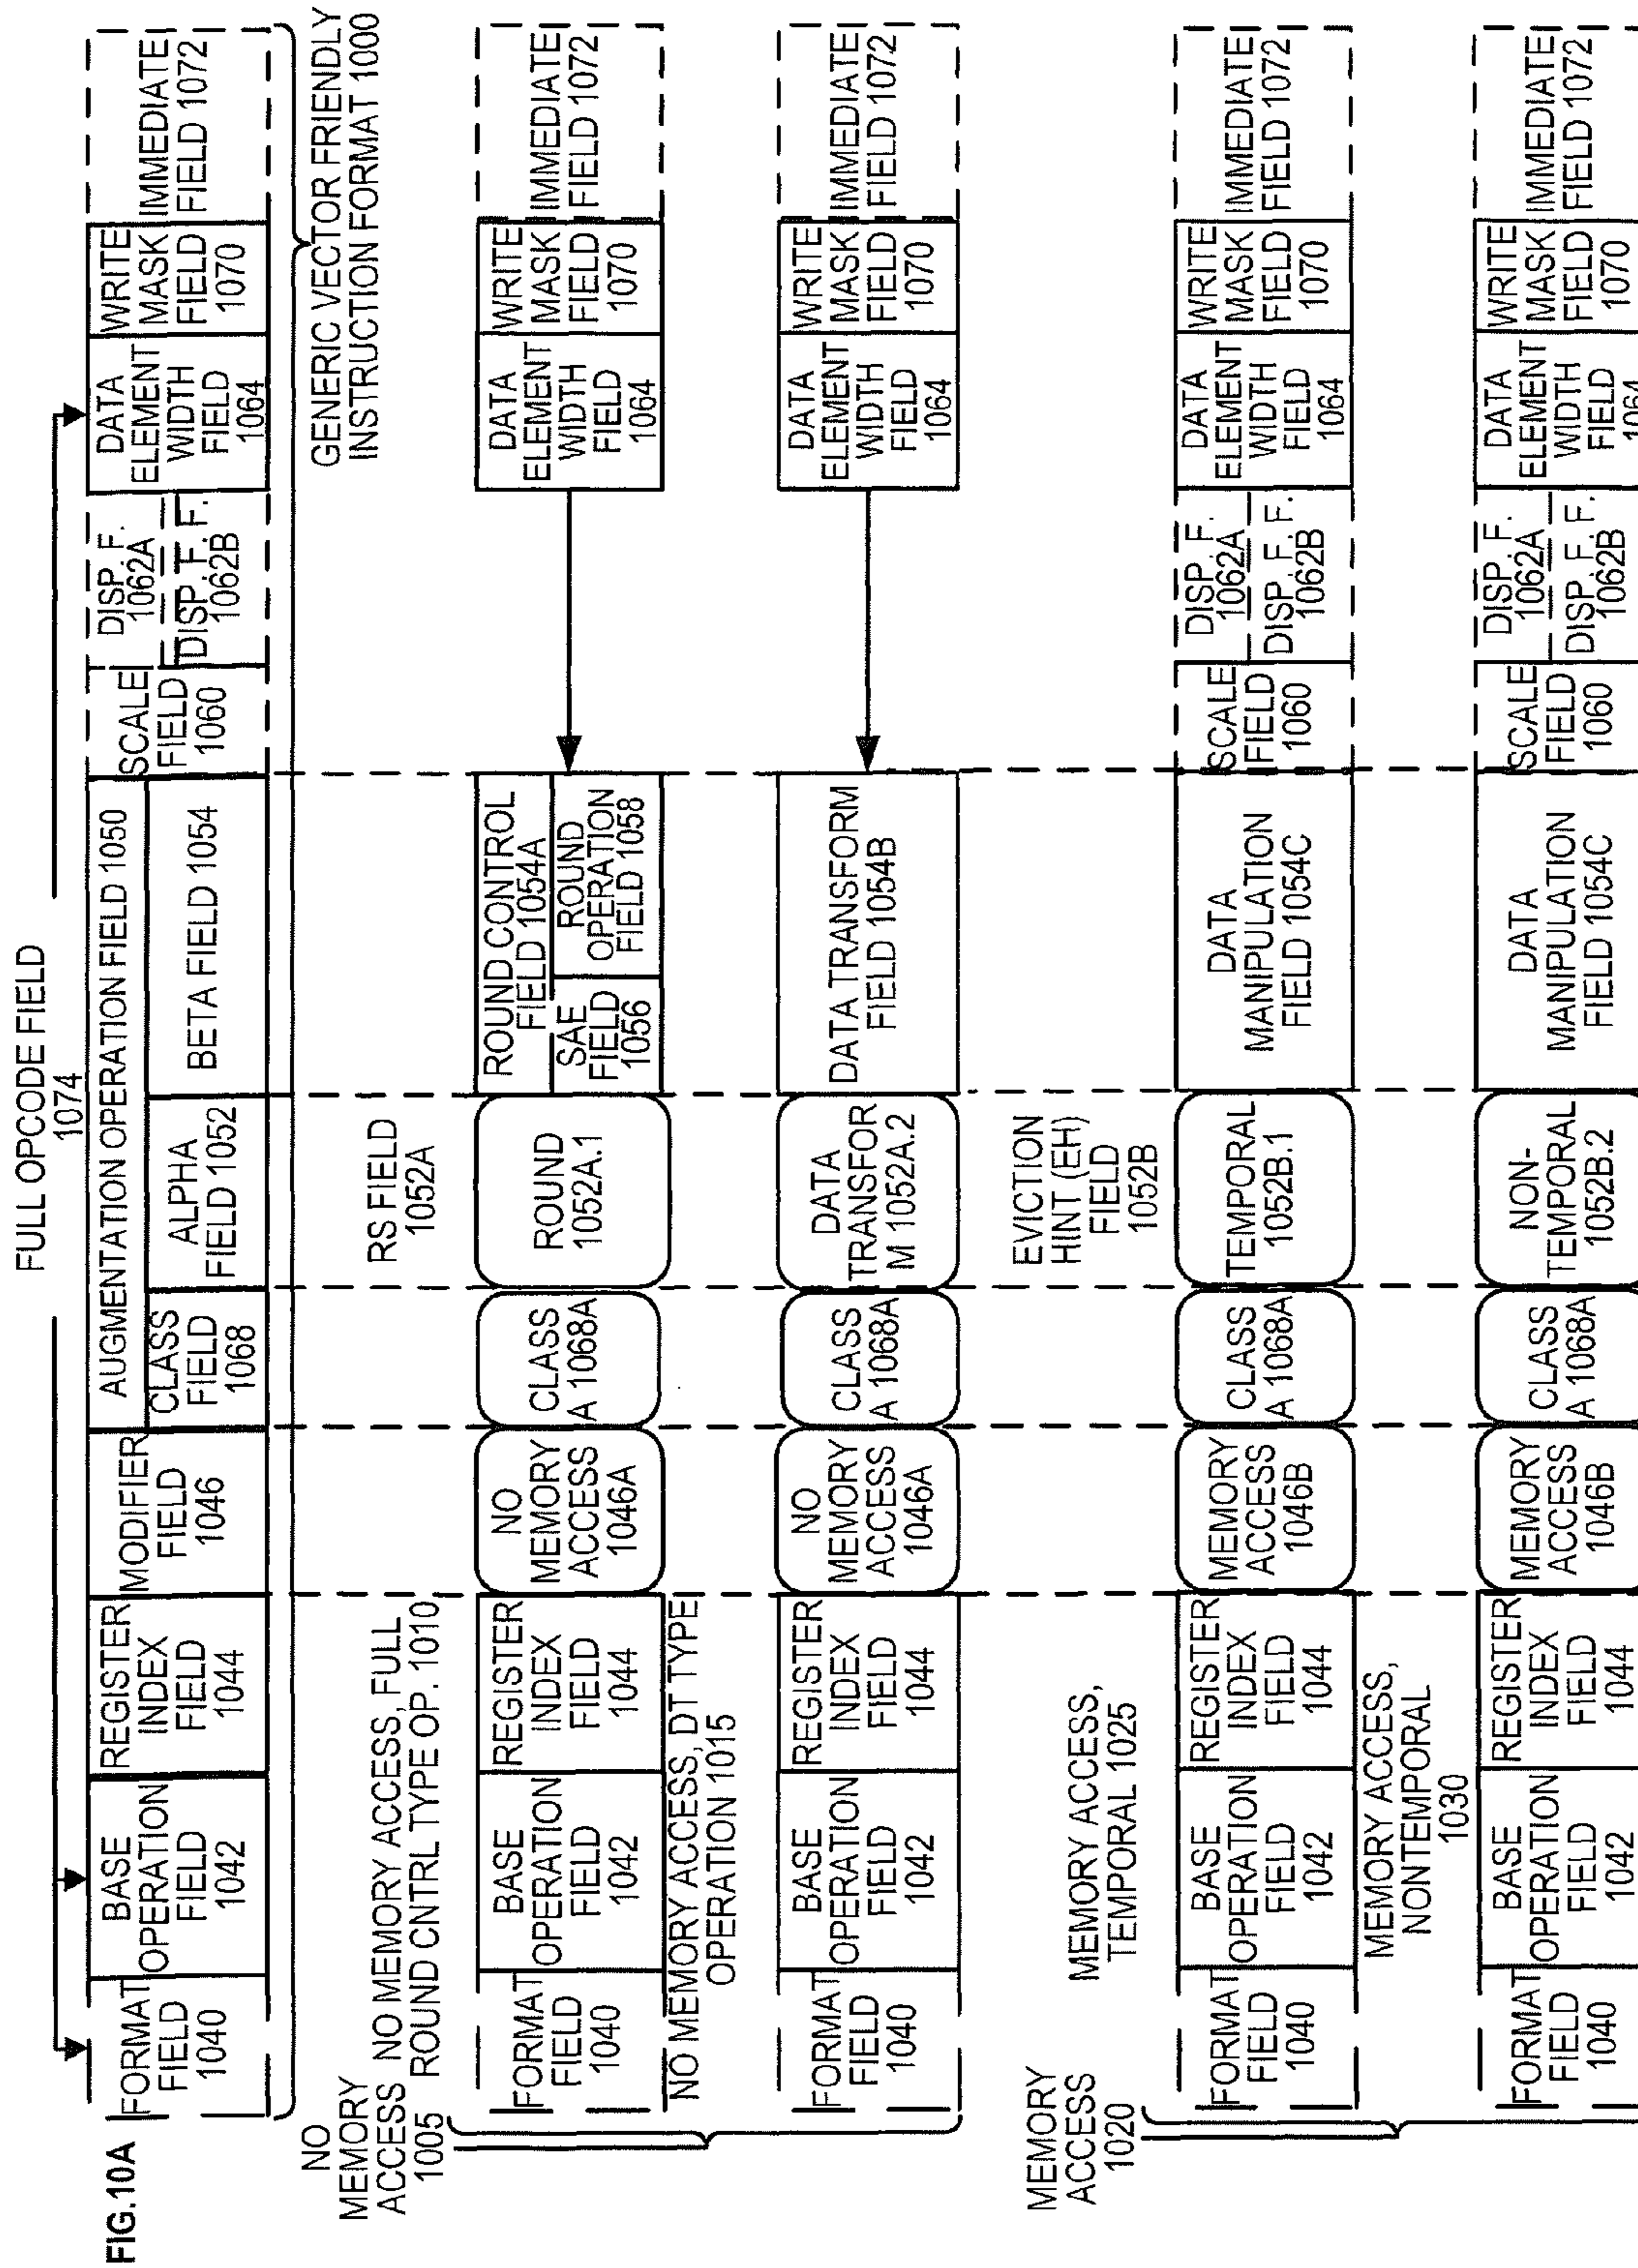 FIG.10A
FULL OPCODE FIELD
1074
FORMAT
FIELD
1040
BASE
OPERATION
FIELD
1042
REGISTER
INDEX
FIELD
1044
MODIFIER
FIELD
1046
AUGMENTATION OPERATION FIELD 1050
CLASS
FIELD
1068
ALPHA
FIELD 1052
BETA FIELD 1054
SCALE
FIELD
1060
DISP. F.
1062A
DISP. F. F.
1062B
DATA
ELEMENT
WIDTH
FIELD
1064
WRITE
MASK
FIELD
1070
IMMEDIATE
FIELD 1072
GENERIC VECTOR FRIENDLY
INSTRUCTION FORMAT 1000
NO
MEMORY
ACCESS
1005
NO MEMORY ACCESS, FULL
ROUND CNTRL TYPE OP. 1010
RS FIELD
1052A
FORMAT
FIELD
1040
BASE
OPERATION
FIELD
1042
REGISTER
INDEX
FIELD
1044
NO
MEMORY
ACCESS
1046A
CLASS
A 1068A
ROUND
1052A.1
ROUND CONTROL
FIELD 1054A
SAE
FIELD
1056
ROUND
OPERATION
FIELD 1058
DATA
ELEMENT
WIDTH
FIELD
1064
WRITE
MASK
FIELD
1070
IMMEDIATE
FIELD 1072
NO MEMORY ACCESS, DT TYPE
OPERATION 1015
FORMAT
FIELD
1040
BASE
OPERATION
FIELD
1042
REGISTER
INDEX
FIELD
1044
NO
MEMORY
ACCESS
1046A
CLASS
A 1068A
DATA
TRANSFOR
M 1052A.2
DATA TRANSFORM
FIELD 1054B
DATA
ELEMENT
WIDTH
FIELD
1064
WRITE
MASK
FIELD
1070
IMMEDIATE
FIELD 1072
MEMORY
ACCESS
1020
MEMORY ACCESS,
TEMPORAL 1025
EVICTION
HINT (EH)
FIELD
1052B
FORMAT
FIELD
1040
BASE
OPERATION
FIELD
1042
REGISTER
INDEX
FIELD
1044
MEMORY
ACCESS
1046B
CLASS
A 1068A
TEMPORAL
1052B.1
DATA
MANIPULATION
FIELD 1054C
SCALE
FIELD
1060
DISP. F.
1062A
DISP. F. F.
1062B
DATA
ELEMENT
WIDTH
FIELD
1064
WRITE
MASK
FIELD
1070
IMMEDIATE
FIELD 1072
MEMORY ACCESS,
NONTEMPORAL
1030
FORMAT
FIELD
1040
BASE
OPERATION
FIELD
1042
REGISTER
INDEX
FIELD
1044
MEMORY
ACCESS
1046B
CLASS
A 1068A
NON-
TEMPORAL
1052B.2
DATA
MANIPULATION
FIELD 1054C
SCALE
FIELD
1060
DISP. F.
1062A
DISP. F. F.
1062B
DATA
ELEMENT
WIDTH
FIELD
1064
WRITE
MASK
FIELD
1070
IMMEDIATE
FIELD 1072